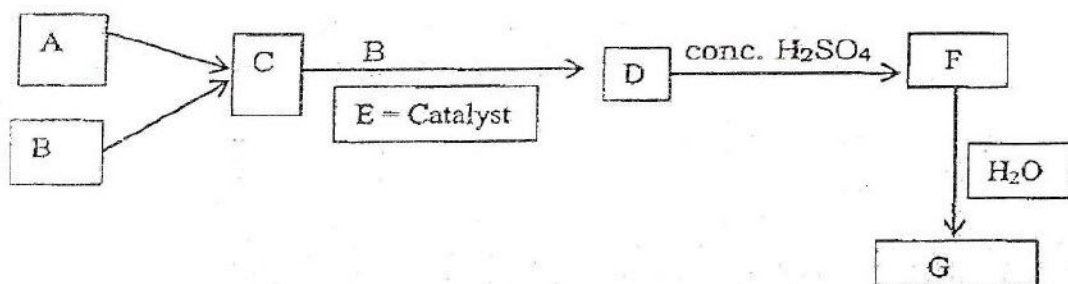 A
B
C
B
E = Catalyst
D
conc. H₂SO₄
F
H₂O
G